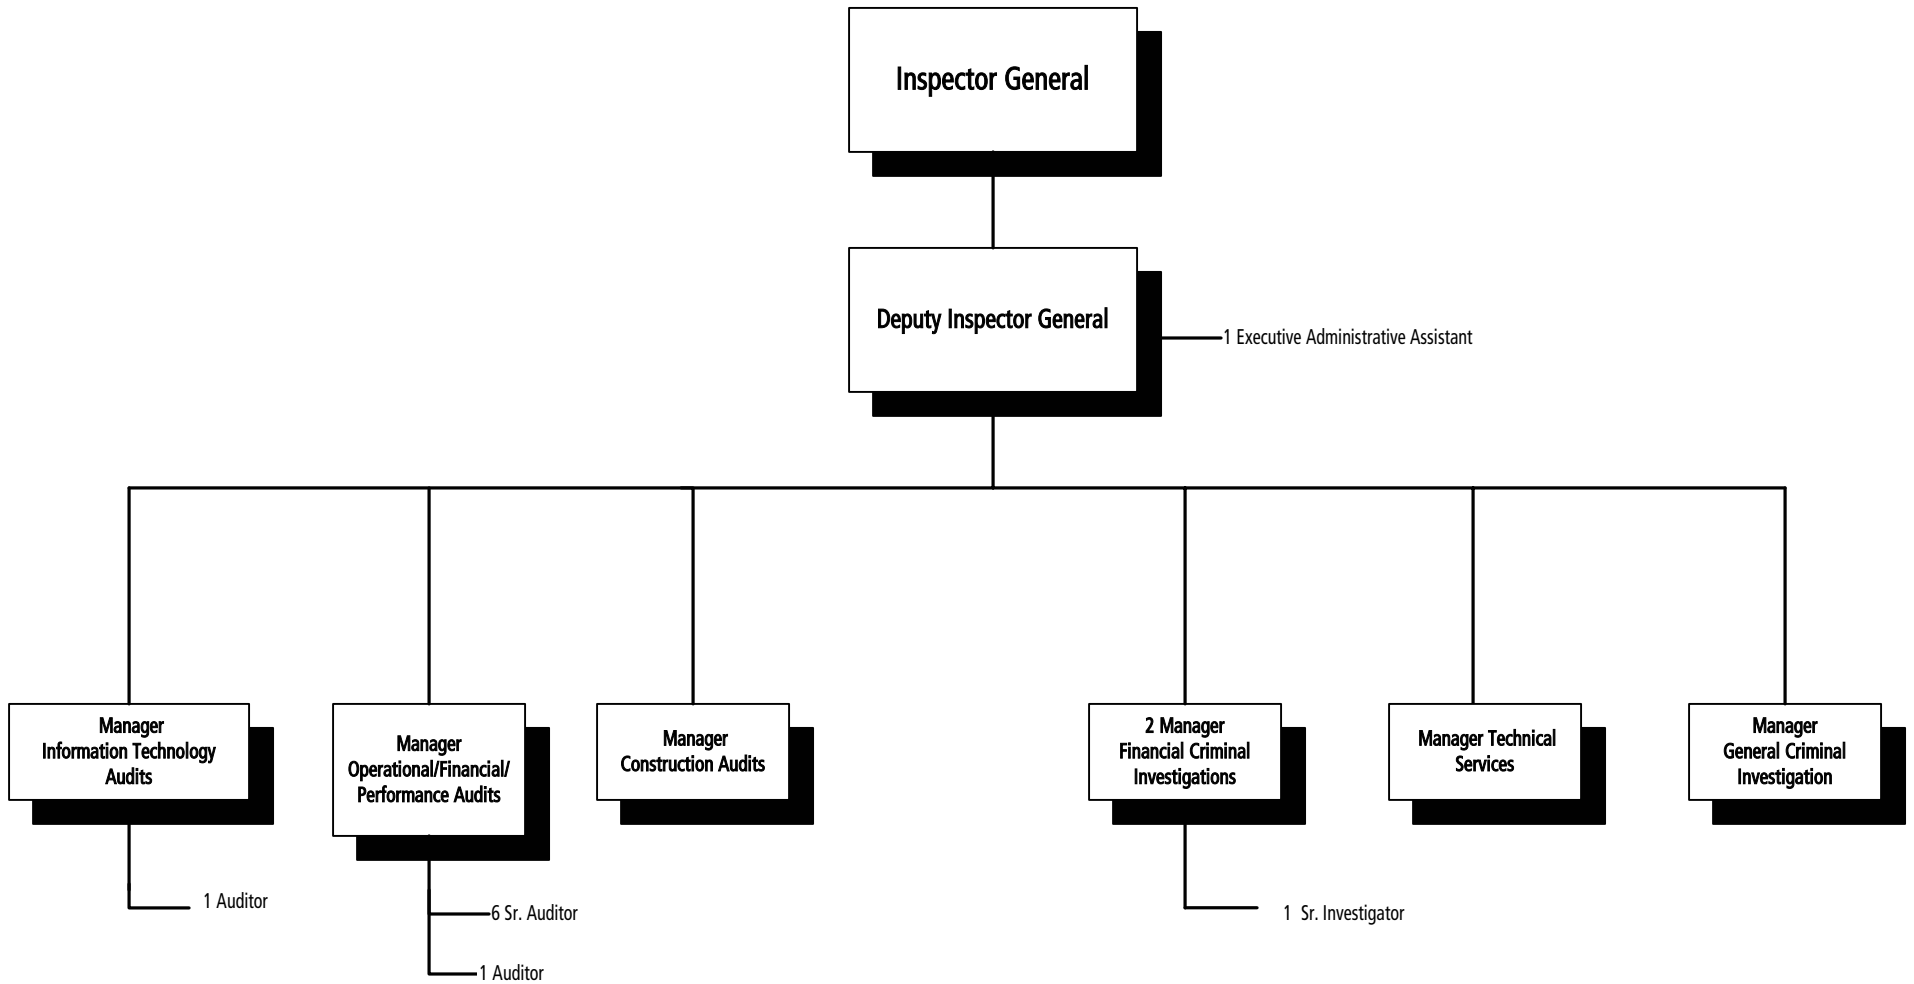 Inspector General
Deputy Inspector General
1 Executive Administrative Assistant
Manager
Information Technology
Audits
Manager
Operational/Financial/
Performance Audits
Manager
Construction Audits
2 Manager
Financial Criminal
Investigations
Manager Technical
Services
Manager
General Criminal
Investigation
1 Auditor
6 Sr. Auditor
1 Auditor
1 Sr. Investigator